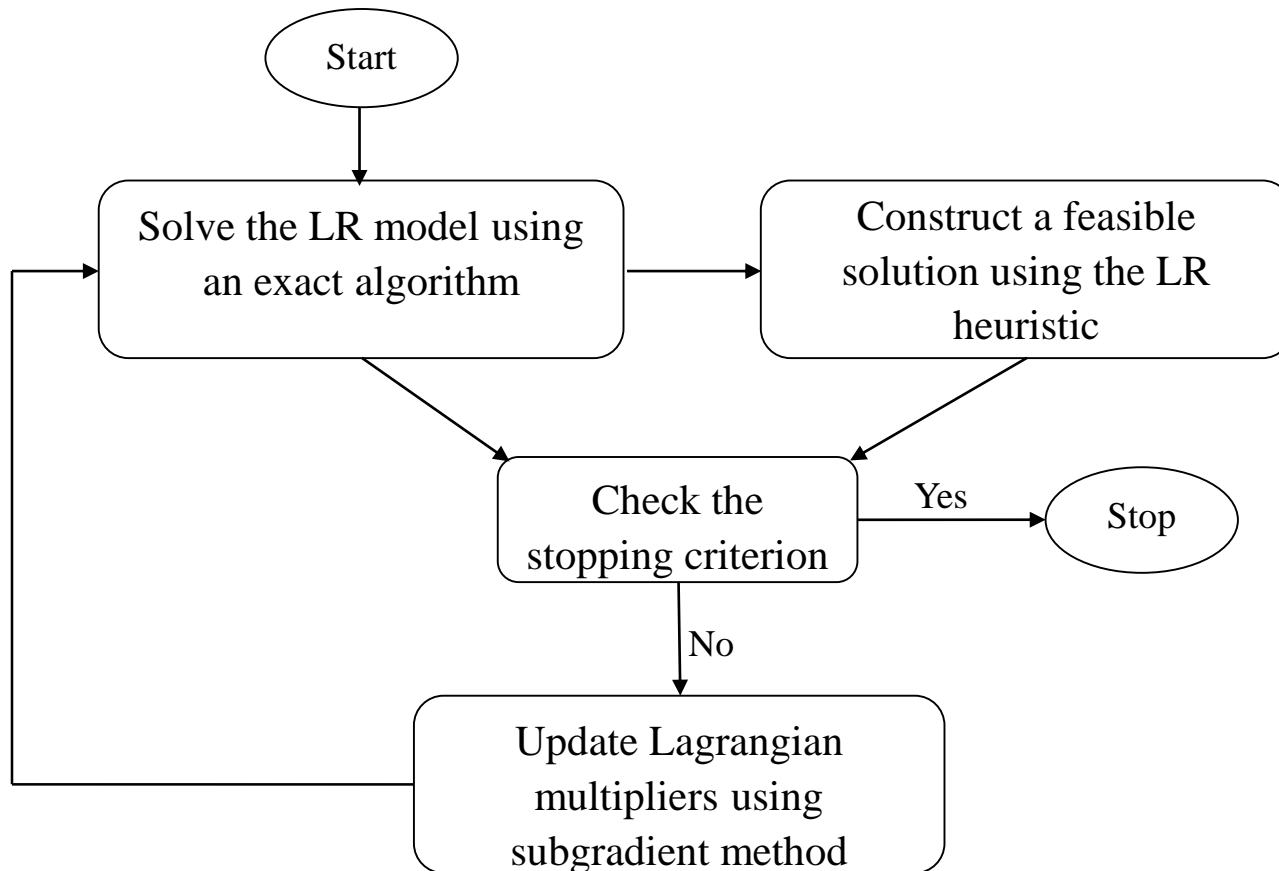 Start
Solve the LR model using
an exact algorithm
Construct a feasible
solution using the LR
heuristic
Check the
stopping criterion
Yes
Stop
No
Update Lagrangian
multipliers using
subgradient method